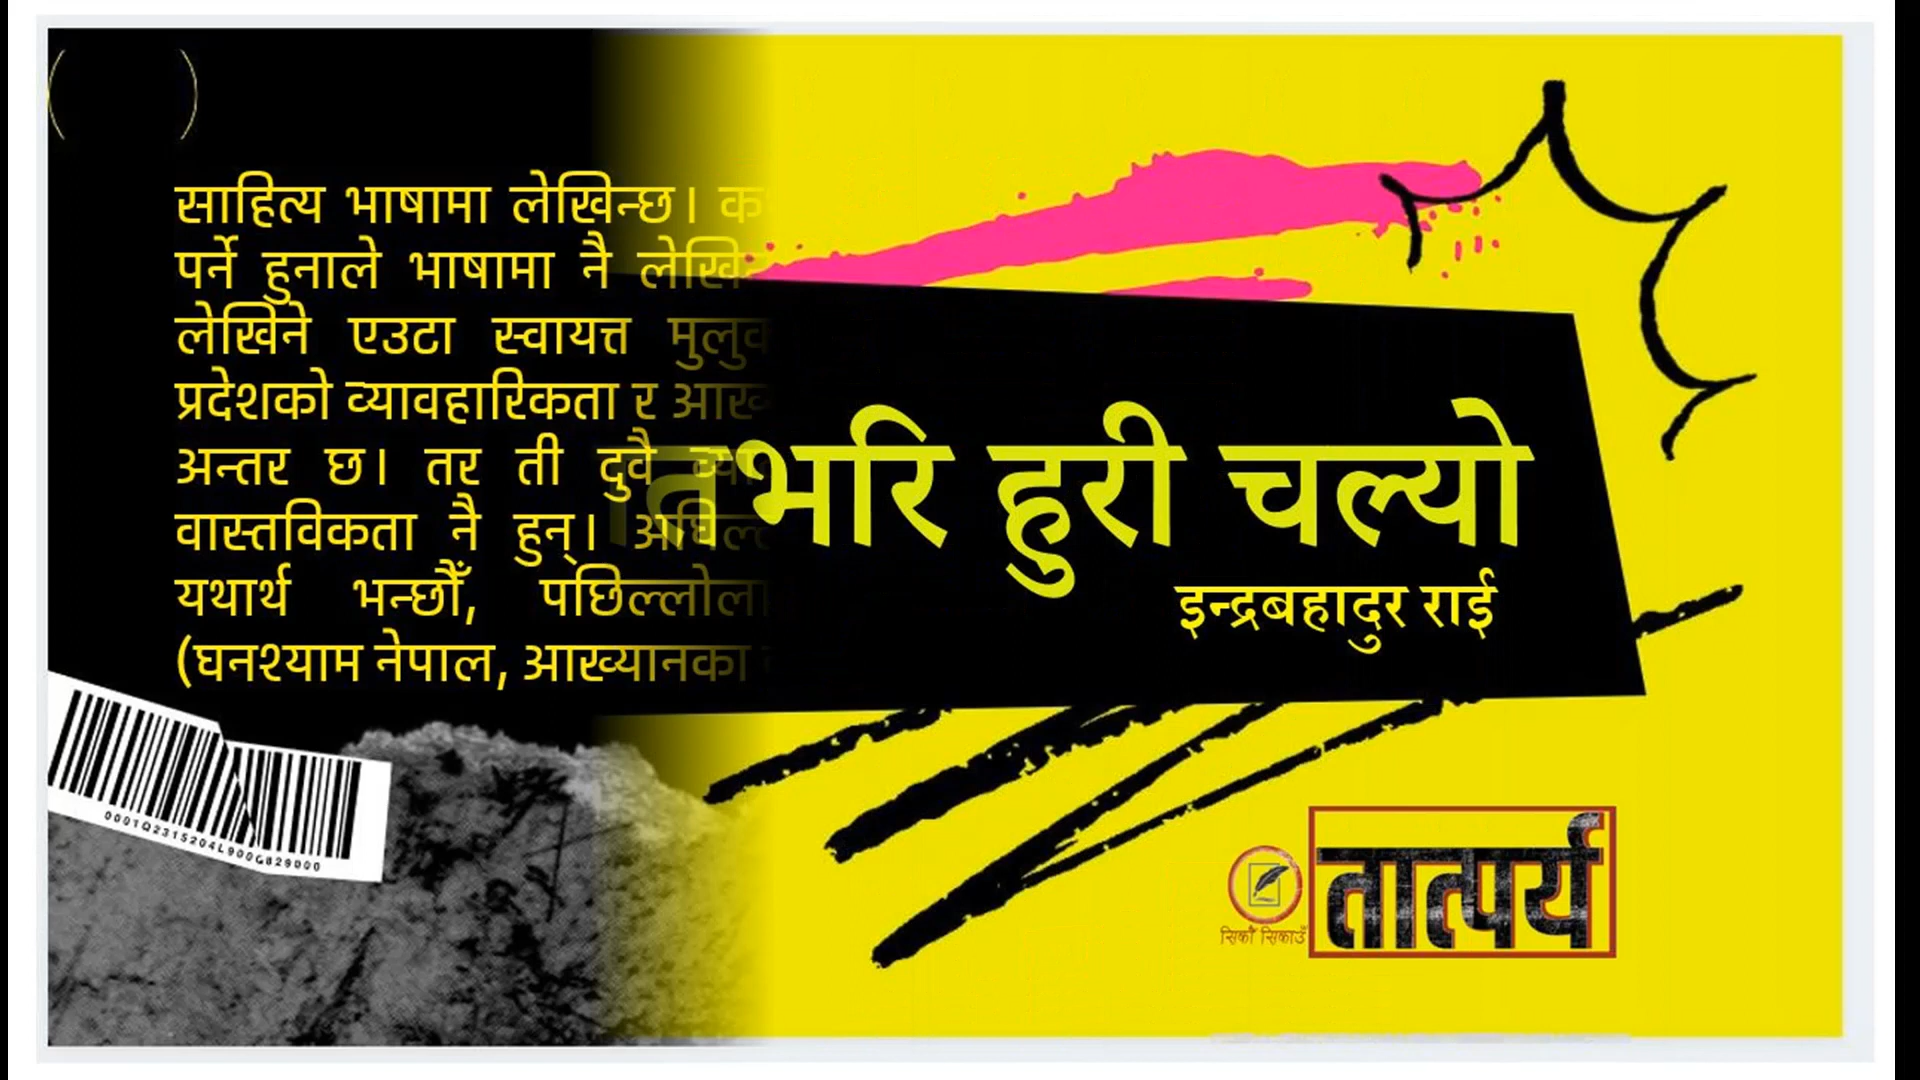 साहित्य भाषामा लेखिन्छ।
पर्ने हुनाले भाषामा नै
लेखिने एउटा स्वायत्त
प्रदेशको व्यावहारिकता र
अन्तर छ। तर ती दुवै
वास्तविकता नै हुन्।
यथार्थ भन्छौँ, पछिल्लोला
(घनश्याम नेपाल, आख्यानका
भरि हुरी चल्यो
इन्द्रबहादुर राई
0001Q2315204L900G829000
तात्पर्य
सिकौँ सिकाउँ